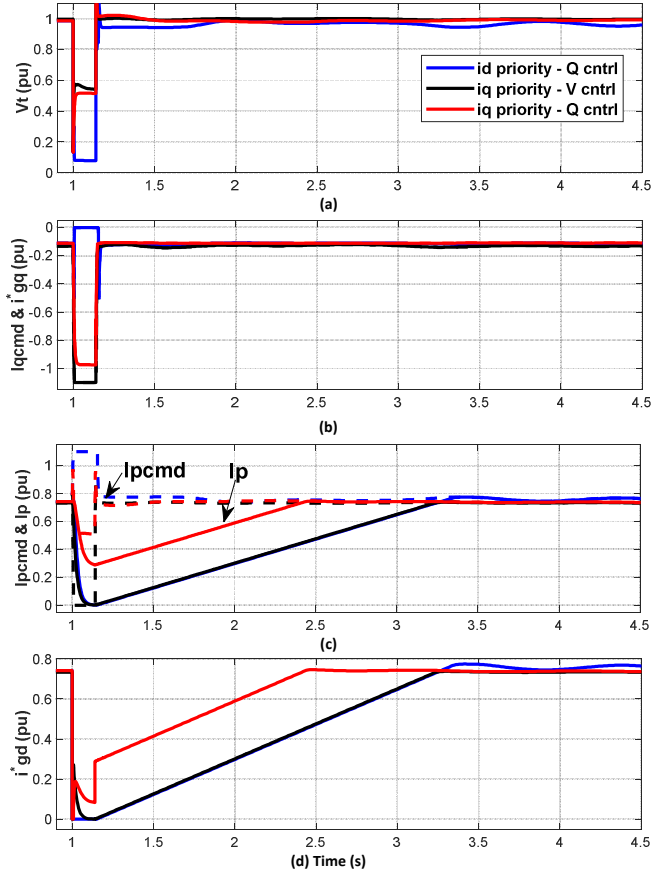 1
0.8
0.6
0.4
0.2
0
Vt (pu)
id priority - Q cntrl
iq priority - V cntrl
iq priority - Q cntrl
1 1.5 2 2.5 3 3.5 4 4.5
(a)
0
-0.2
-0.4
-0.6
-0.8
-1
Iqcmd & i*gq (pu)
1 1.5 2 2.5 3 3.5 4 4.5
(b)
1
0.8
0.6
0.4
0.2
0
Ipcmd & Ip (pu)
Ipcmd
Ip
1 1.5 2 2.5 3 3.5 4 4.5
(c)
0.8
0.6
0.4
0.2
0
i*gd (pu)
1 1.5 2 2.5 3 3.5 4 4.5
(d) Time (s)